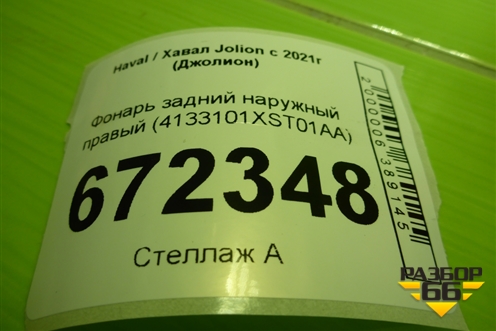 Haval / Хавал Jolion с 2021г
(Джолион)
Фонарь задний наружный
правый (4133101XST01AA)
672348
Стеллаж А
2000006389145
РАЗБОР
66